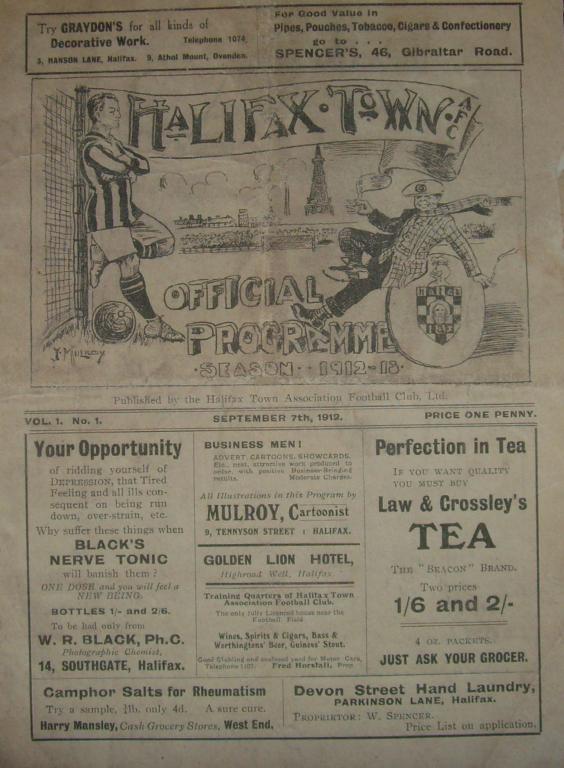 Try GRAYDON'S for all kinds of
Decorative Work. Telephone 1074,
5, HANSON LANE, Halifax. 9, Athol Mount, Ovenden.
For Good Value in
Pipes, Pouches, Tobacco, Cigars & Confectionery
go to . . .
SPENCER'S, 46, Gibraltar Road.
HALIFAX · TOWN · AFC
OFFICIAL
PROGRAMME
· SEASON · · 1912-13 ·
J. MULROY
Published by the Halifax Town Association Football Club, Ltd.
VOL. 1. No. 1. SEPTEMBER 7th, 1912. PRICE ONE PENNY.
Your Opportunity
of ridding yourself of
DEPRESSION, that Tired
Feeling and all ills con-
sequent on being run
down, over-strain, etc.
Why suffer these things when
BLACK'S
NERVE TONIC
will banish them ?
ONE DOSE and you will feel a
NEW BEING.
BOTTLES 1/- and 2/6.
To be had only from
W. R. BLACK, Ph.C.
Photographic Chemist,
14, SOUTHGATE, Halifax.
BUSINESS MEN!
ADVERT. CARTOONS, SHOWCARDS,
Etc., neat, attractive work produced to
order, with positive Business-Bringing
results. Moderate Charges.
All Illustrations in this Program by
MULROY, Cartoonist
9, TENNYSON STREET : HALIFAX.
GOLDEN LION HOTEL,
Highroad Well, Halifax.
Training Quarters of Halifax Town
Association Football Club.
The only fully Licensed house near the
Football Field
Wines, Spirits & Cigars, Bass &
Worthingtons' Beer, Guiness' Stout.
Good Stabling and enclosed yard for Motor Cars,
Telephone Fred Horsfall, Prop.
Perfection in Tea
IF YOU WANT QUALITY
YOU MUST BUY
Law & Crossley's
TEA
THE "BEACON" BRAND.
Two prices
1/6 and 2/-
4 OZ. PACKETS.
JUST ASK YOUR GROCER.
Camphor Salts for Rheumatism
Try a sample, ¼lb. only 4d. A sure cure.
Harry Mansley, Cash Grocery Stores, West End.
Devon Street Hand Laundry,
PARKINSON LANE, Halifax.
PROPRIETOR: W. SPENCER.
Price List on application.